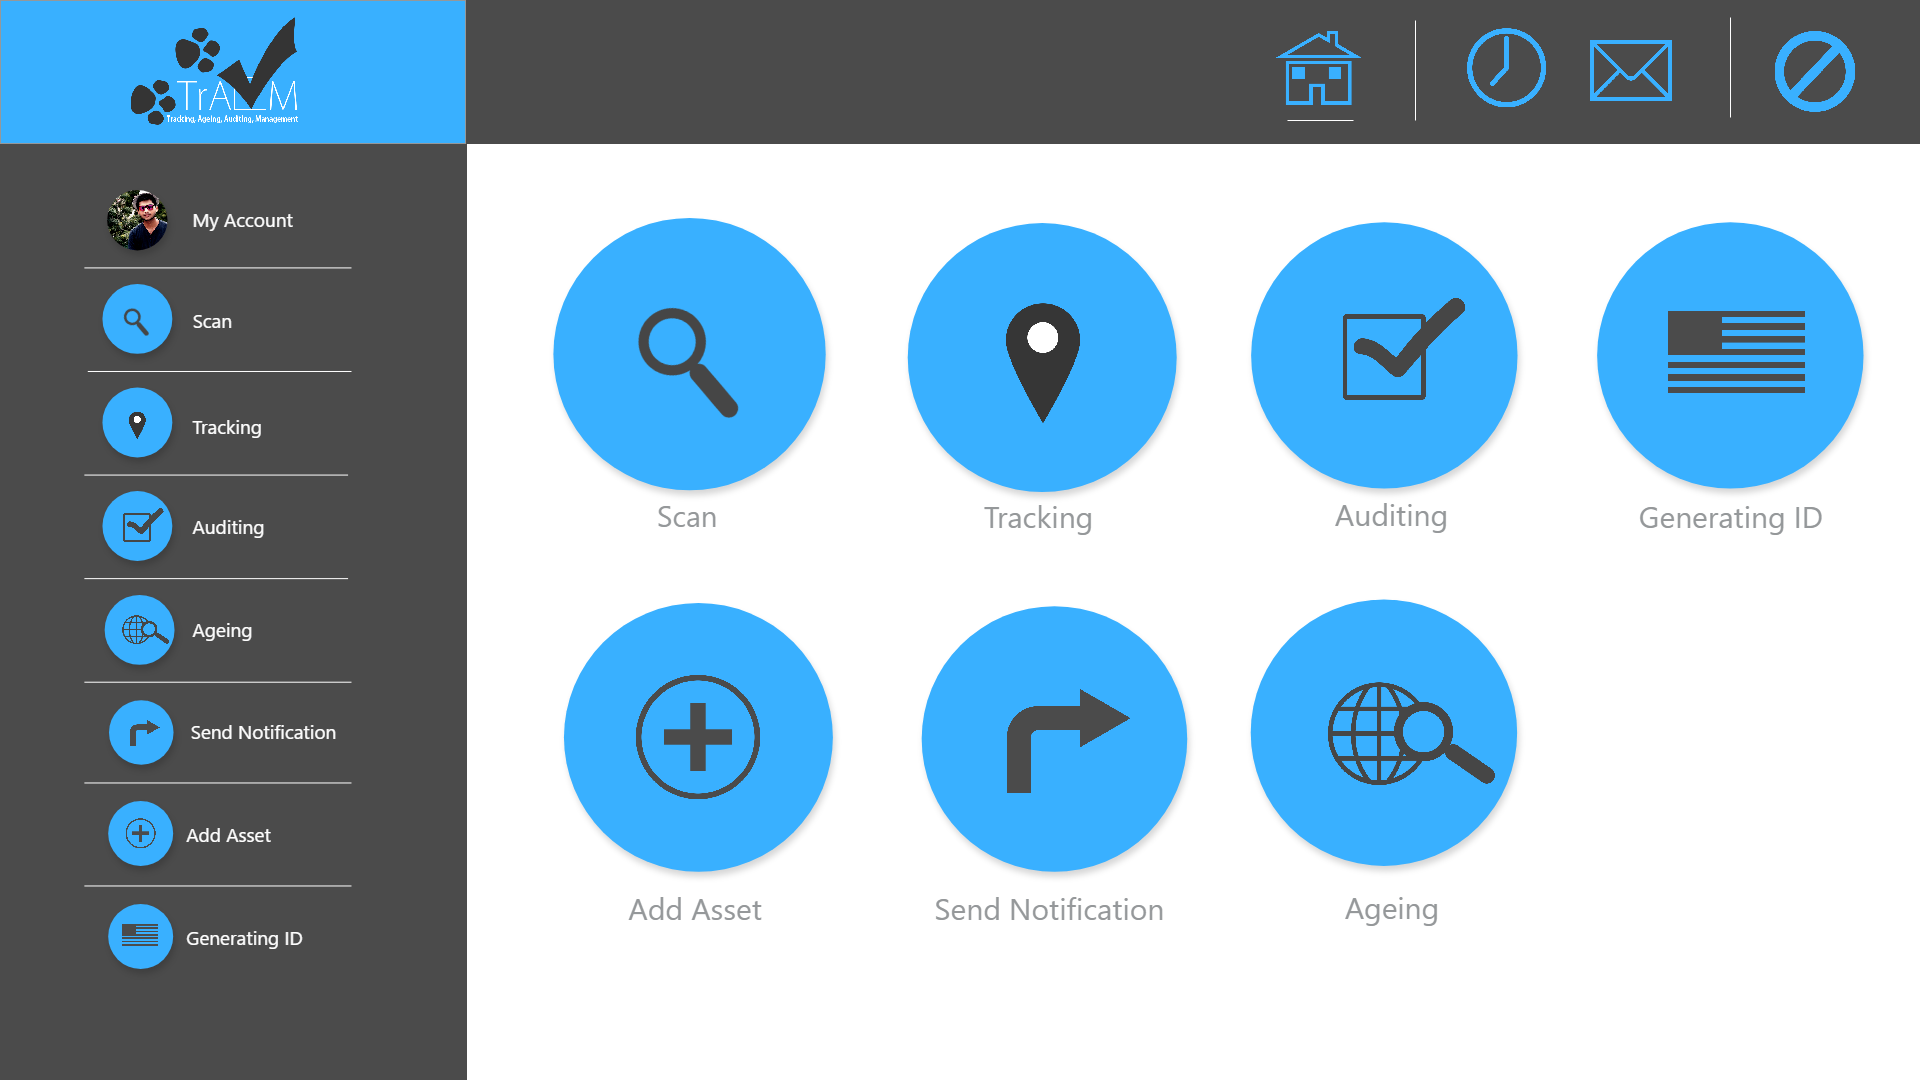 TrAAM
Tracking, Ageing, Auditing, Management
My Account
Scan
Tracking
Auditing
Ageing
Send Notification
Add Asset
Generating ID
Scan
Tracking
Auditing
Generating ID
Add Asset
Send Notification
Ageing